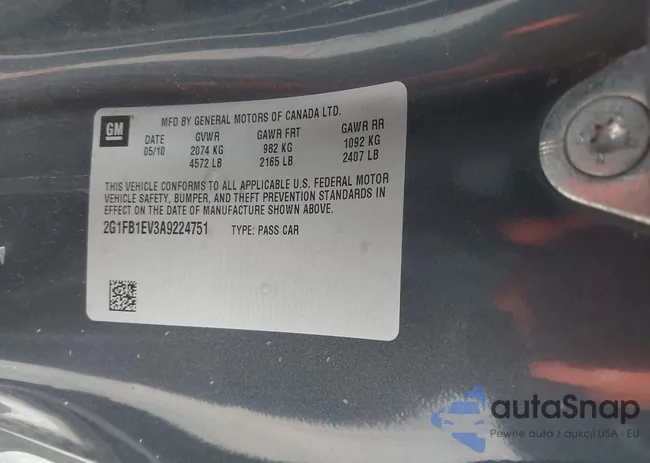 GM
MFD BY GENERAL MOTORS OF CANADA LTD.
DATE GVWR GAWR FRT GAWR RR
05/10 2074 KG 982 KG 1092 KG
4572 LB 2165 LB 2407 LB
THIS VEHICLE CONFORMS TO ALL APPLICABLE U.S. FEDERAL MOTOR
VEHICLE SAFETY, BUMPER, AND THEFT PREVENTION STANDARDS IN
EFFECT ON THE DATE OF MANUFACTURE SHOWN ABOVE.
2G1FB1EV3A9224751 TYPE: PASS CAR
autaSnap
Pewne auta z aukcji USA i EU